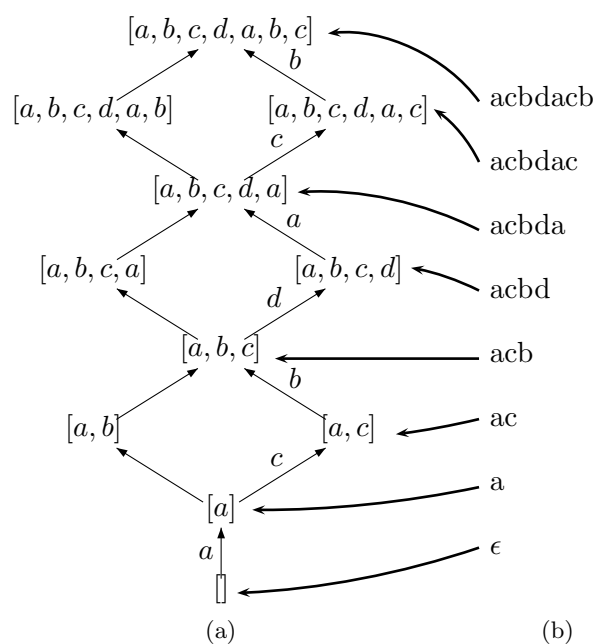 [a, b, c, d, a, b, c]
b
acbdacb
[a, b, c, d, a, b]
[a, b, c, d, a, c]
c
acbdac
[a, b, c, d, a]
a
acbda
[a, b, c, a]
[a, b, c, d]
acbd
d
[a, b, c]
acb
b
[a, b]
[a, c]
ac
c
[a]
a
a
ϵ
[]
(a)
(b)